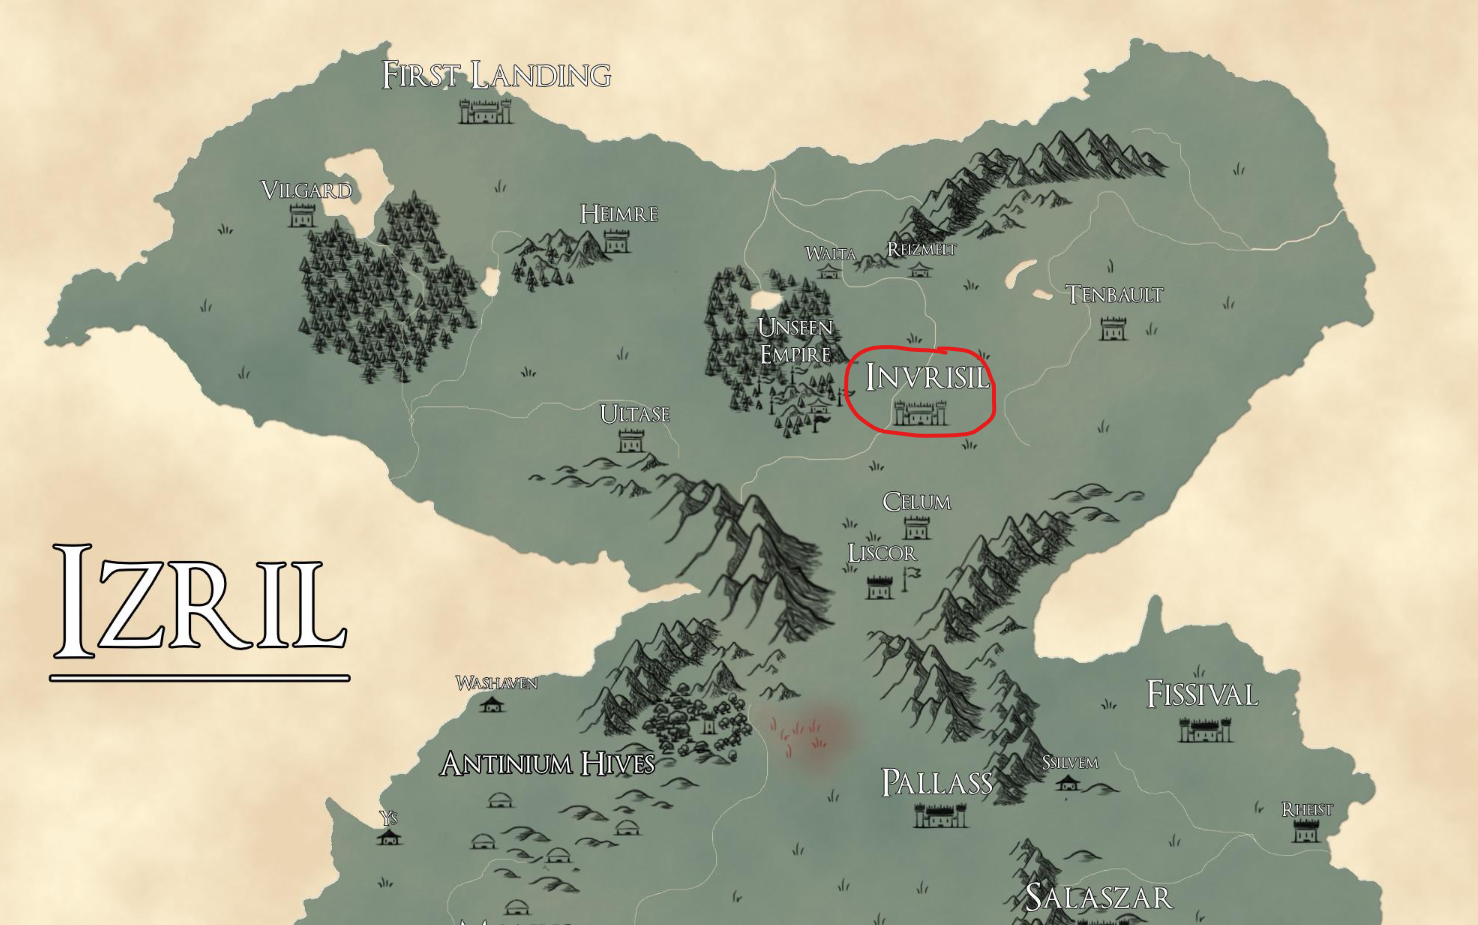 First Landing
Vilgard
Heimre
Walta
Reizmelt
Tenbault
Unseen
Empire
Invrisil
Uitase
Celum
Liscor
Izril
Washaven
Fissival
Antinium Hives
Pallass
Ssilvem
Ys
Rheist
Salaszar